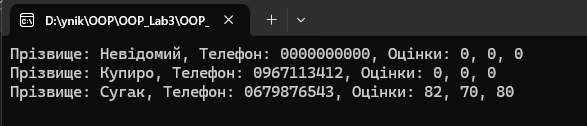 D:\ynik\OOP\OOP_Lab3\OOP_
Прізвище: Невідомий, Телефон: 0000000000, Оцінки: 0, 0, 0
Прізвище: Купиро, Телефон: 0967113412, Оцінки: 0, 0, 0
Прізвище: Сугак, Телефон: 0679876543, Оцінки: 82, 70, 80